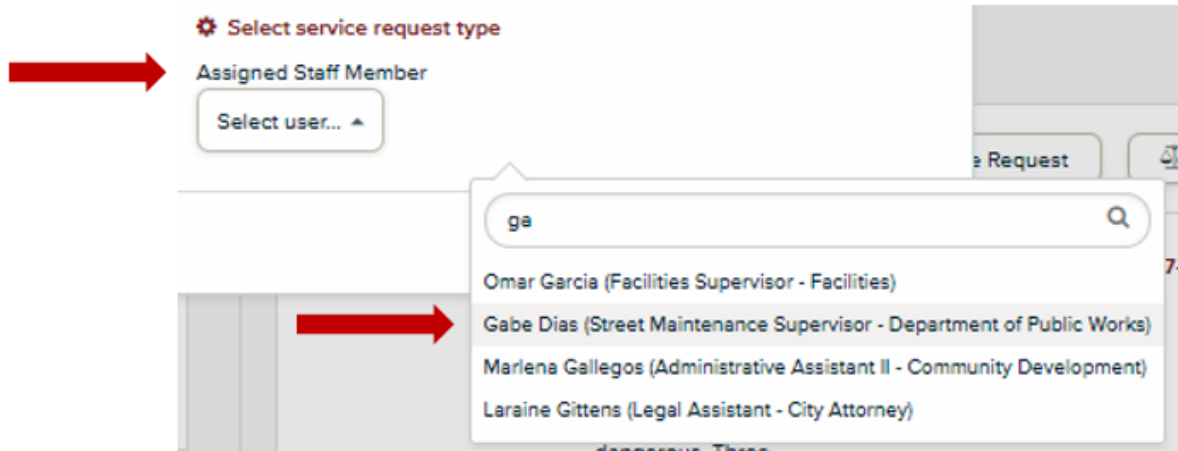 Select service request type
Assigned Staff Member
Select user...
e Request
ga
7-
Omar Garcia (Facilities Supervisor - Facilities)
Gabe Dias (Street Maintenance Supervisor - Department of Public Works)
Marlena Gallegos (Administrative Assistant II - Community Development)
Laraine Gittens (Legal Assistant - City Attorney)
dangerous. Three